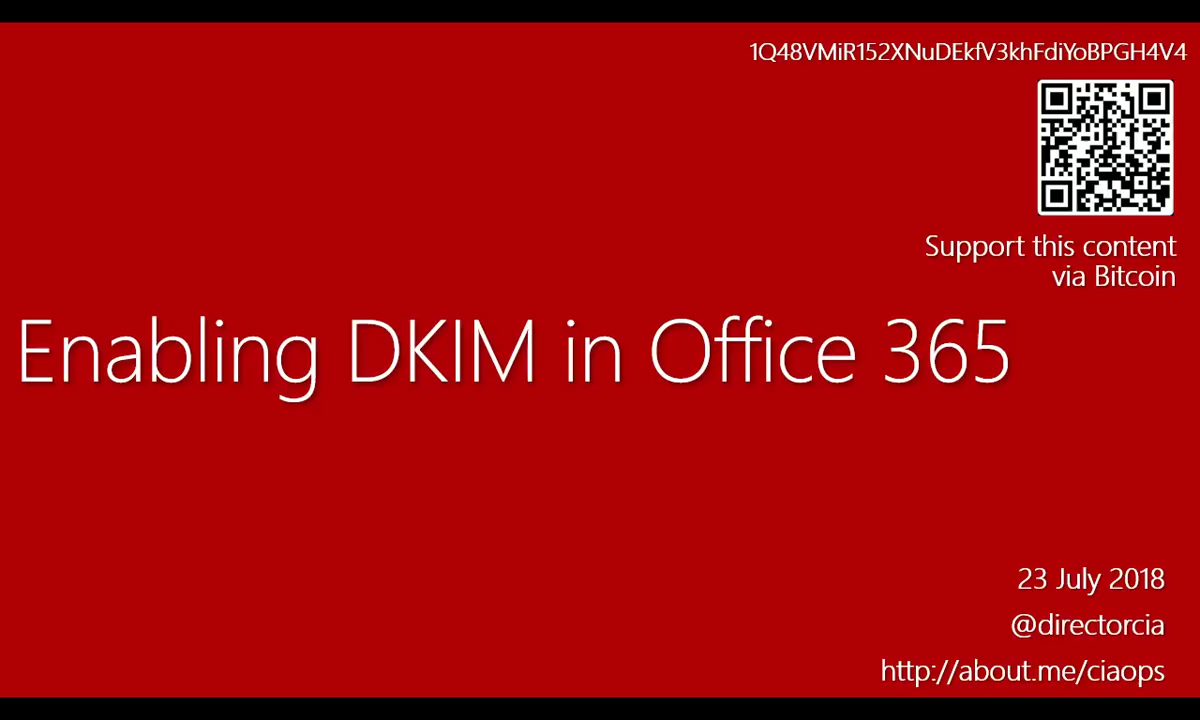 1Q48VMiR152XNuDEkfV3khFdiYoBPGH4V4
Support this content
via Bitcoin
Enabling DKIM in Office 365
23 July 2018
@directorcia
http://about.me/ciaops